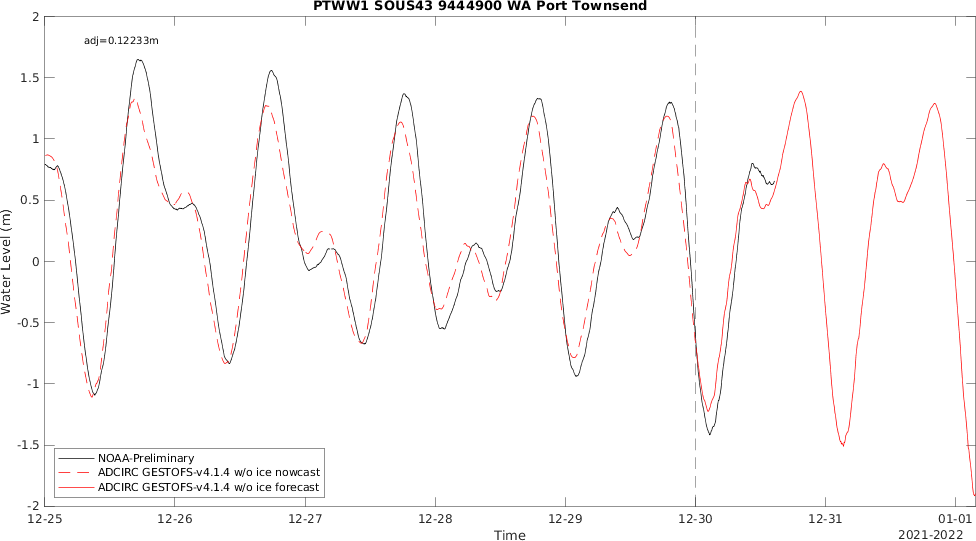 PTWW1 SOUS43 9444900 WA Port Townsend
adj=0.12233m
2
1.5
1
0.5
0
-0.5
-1
-1.5
-2
Water Level (m)
NOAA-Preliminary
ADCIRC GESTOFS-v4.1.4 w/o ice nowcast
ADCIRC GESTOFS-v4.1.4 w/o ice forecast
12-25 12-26 12-27 12-28 12-29 12-30 12-31 01-01
Time
2021-2022